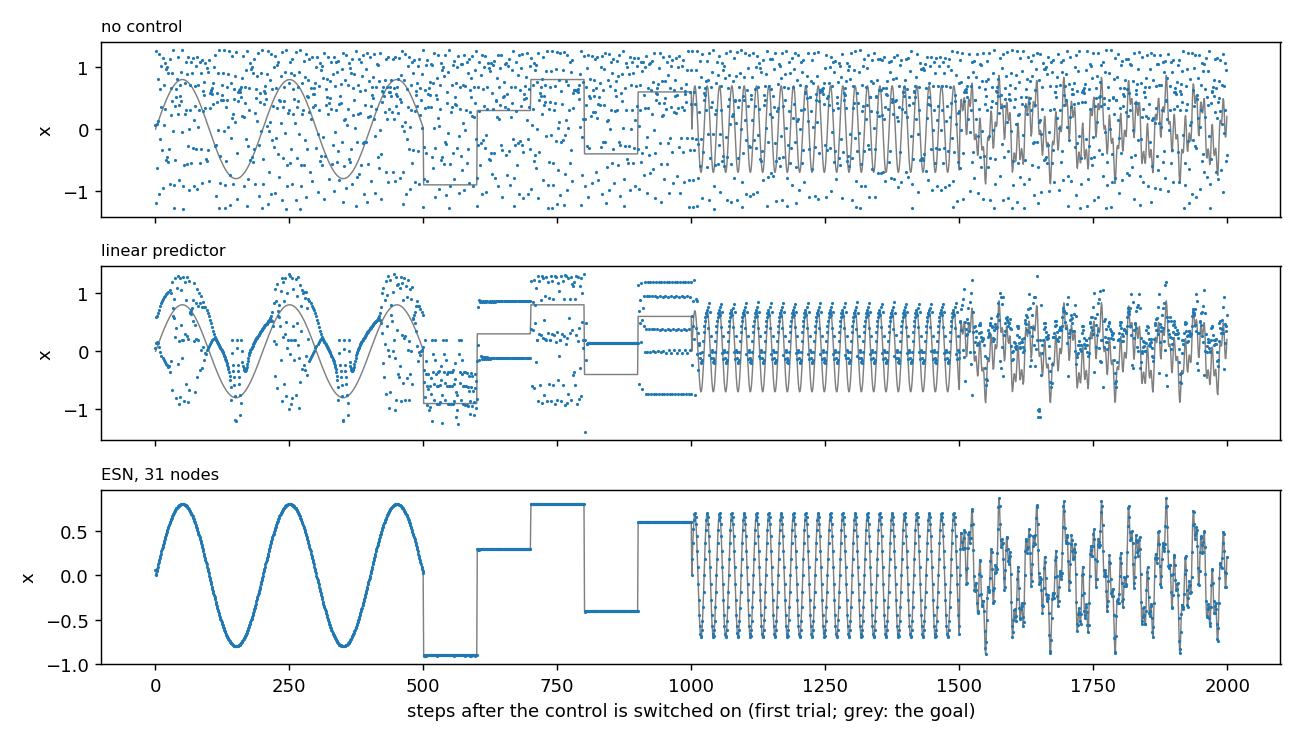 no control
1
0
−1
x
linear predictor
1
0
−1
x
ESN, 31 nodes
0.5
0.0
−0.5
−1.0
x
0 250 500 750 1000 1250 1500 1750 2000
steps after the control is switched on (first trial; grey: the goal)